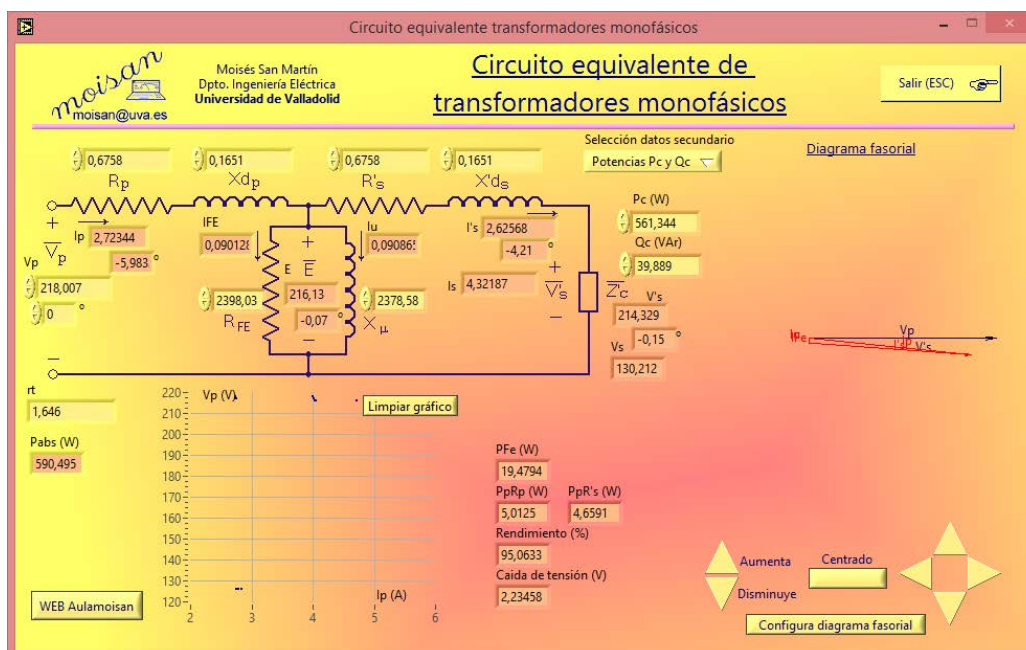 Circuito equivalente transformadores monofásicos
moisan
moisan@uva.es
Moisés San Martín
Dpto. Ingeniería Eléctrica
Universidad de Valladolid
Circuito equivalente de
transformadores monofásicos
Salir (ESC)
Selección datos secundario
Potencias Pc y Qc
Diagrama fasorial
0,6758
0,1651
0,6758
0,1651
Rp
Xdp
R's
X'ds
Pc (W)
561,344
Qc (VAr)
39,889
Ip
2,72344
-5,983 °
IFE
0,090128
Iu
0,090865
I's
2,62568
-4,21 °
Is
4,32187
+
Vp
−
Vp
218,007
0 °
2398,03
RFE
+
E
E
216,13
-0,07 °
−
2378,58
Xμ
+
V's
−
Zc
V's
214,329
-0,15 °
Vs
130,212
Vp
V's
rt
1,646
Pabs (W)
590,495
Vp (V)
220
210
200
190
180
170
160
150
140
130
120
2
3
4
5
6
Ip (A)
Limpiar gráfico
PFe (W)
19,4794
PpRp (W)
5,0125
PpR's (W)
4,6591
Rendimiento (%)
95,0633
Caida de tensión (V)
2,23458
Aumenta
Disminuye
Centrado
Configura diagrama fasorial
WEB Aulamoisan